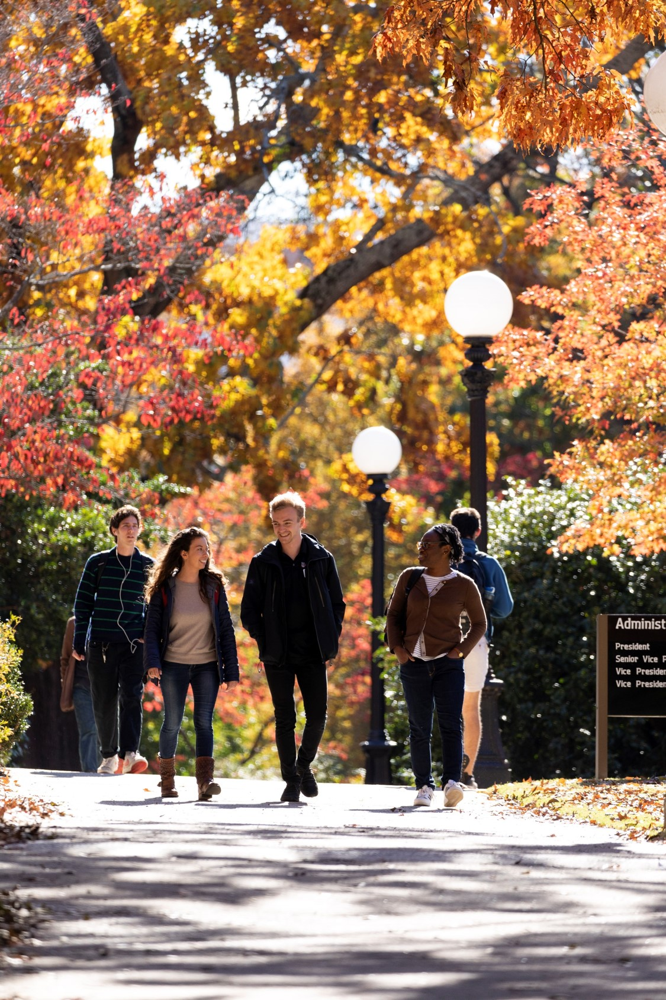 Administ
President
Senior Vice P
Vice Presiden
Vice Presiden